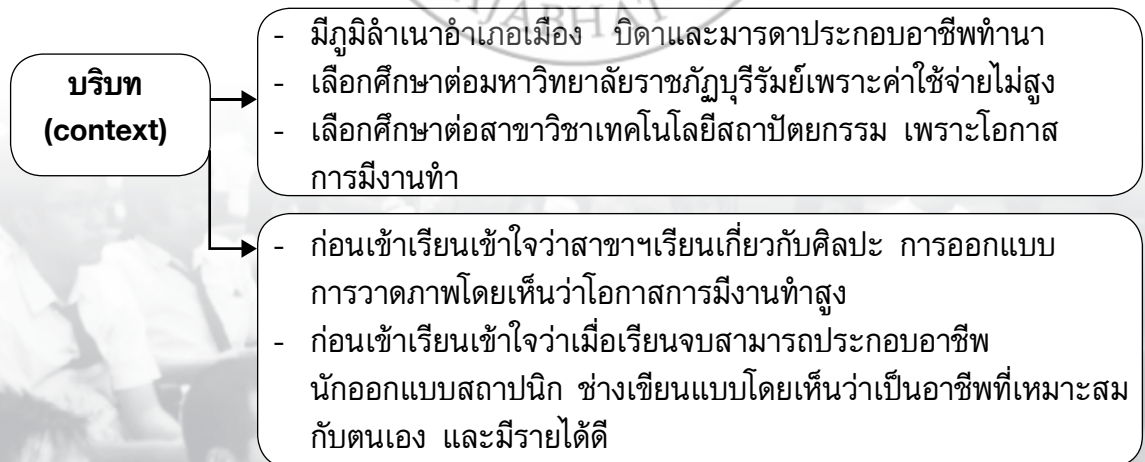 JABHAT
บริบท
(context)
- มีภูมิลำเนาอำเภอเมือง บิดาและมารดาประกอบอาชีพทำนา
- เลือกศึกษาต่อมหาวิทยาลัยราชภัฏบุรีรัมย์เพราะค่าใช้จ่ายไม่สูง
- เลือกศึกษาต่อสาขาวิชาเทคโนโลยีสถาปัตยกรรม เพราะโอกาส
การมีงานทำ
- ก่อนเข้าเรียนเข้าใจว่าสาขาฯเรียนเกี่ยวกับศิลปะ การออกแบบ
การวาดภาพโดยเห็นว่าโอกาสการมีงานทำสูง
- ก่อนเข้าเรียนเข้าใจว่าเมื่อเรียนจบสามารถประกอบอาชีพ
นักออกแบบสถาปนิก ช่างเขียนแบบโดยเห็นว่าเป็นอาชีพที่เหมาะสม
กับตนเอง และมีรายได้ดี